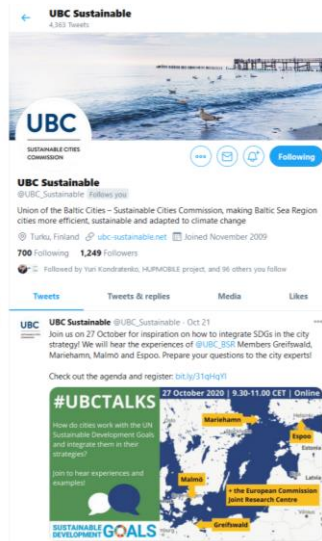 UBC Sustainable
4,363 Tweets
UBC
SUSTAINABLE CITIES
COMMISSION
Following
UBC Sustainable
@UBC_Sustainable Follows you
Union of the Baltic Cities – Sustainable Cities Commission, making Baltic Sea Region
cities more efficient, sustainable and adapted to climate change
Turku, Finland ubc-sustainable.net Joined November 2009
700 Following 1,249 Followers
Followed by Yuri Kondratenko, HUPMOBILE project, and 96 others you follow
Tweets Tweets & replies Media Likes
UBC
UBC Sustainable @UBC_Sustainable · Oct 21
Join us on 27 October for inspiration on how to integrate SDGs in the city
strategy! We will hear the experiences of @UBC_BSR Members Greifswald,
Mariehamn, Malmö and Espoo. Prepare your questions to the city experts!
Check out the agenda and register: bit.ly/31qHqYl
#UBCTALKS
How do cities work with the UN
Sustainable Development Goals
and integrate them in their
strategies?
Join to hear experiences and
examples!
SUSTAINABLE
DEVELOPMENT GOALS
27 October 2020 | 9.30-11.00 CET | Online
Mariehamn
Espoo
Estonia
Malmö
+ the European Commission
Joint Research Centre
Vilnius
Greifswald